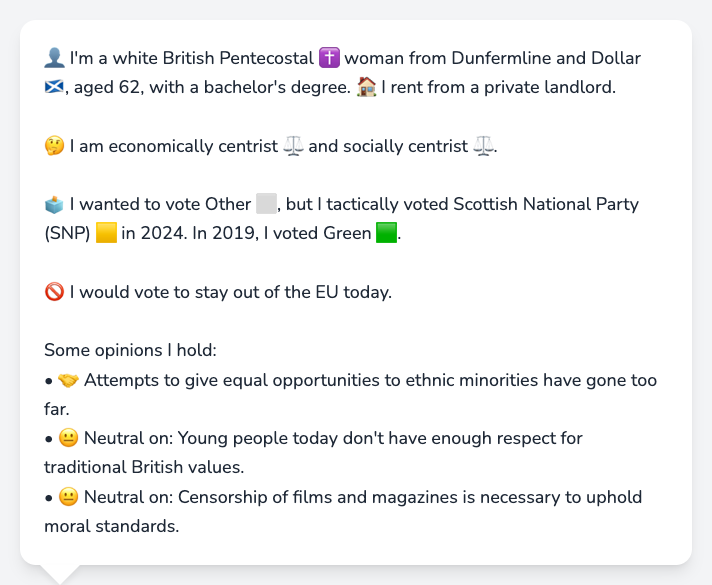 👤 I'm a white British Pentecostal ✝️ woman from Dunfermline and Dollar
🏴󠁧󠁢󠁳󠁣󠁴󠁿, aged 62, with a bachelor's degree. 🏠 I rent from a private landlord.
🤔 I am economically centrist ⚖️ and socially centrist ⚖️.
🗳️ I wanted to vote Other ⬜, but I tactically voted Scottish National Party
(SNP) 🟨 in 2024. In 2019, I voted Green 🟩.
🚫 I would vote to stay out of the EU today.
Some opinions I hold:
• 🤝 Attempts to give equal opportunities to ethnic minorities have gone too
far.
• 😐 Neutral on: Young people today don't have enough respect for
traditional British values.
• 😐 Neutral on: Censorship of films and magazines is necessary to uphold
moral standards.